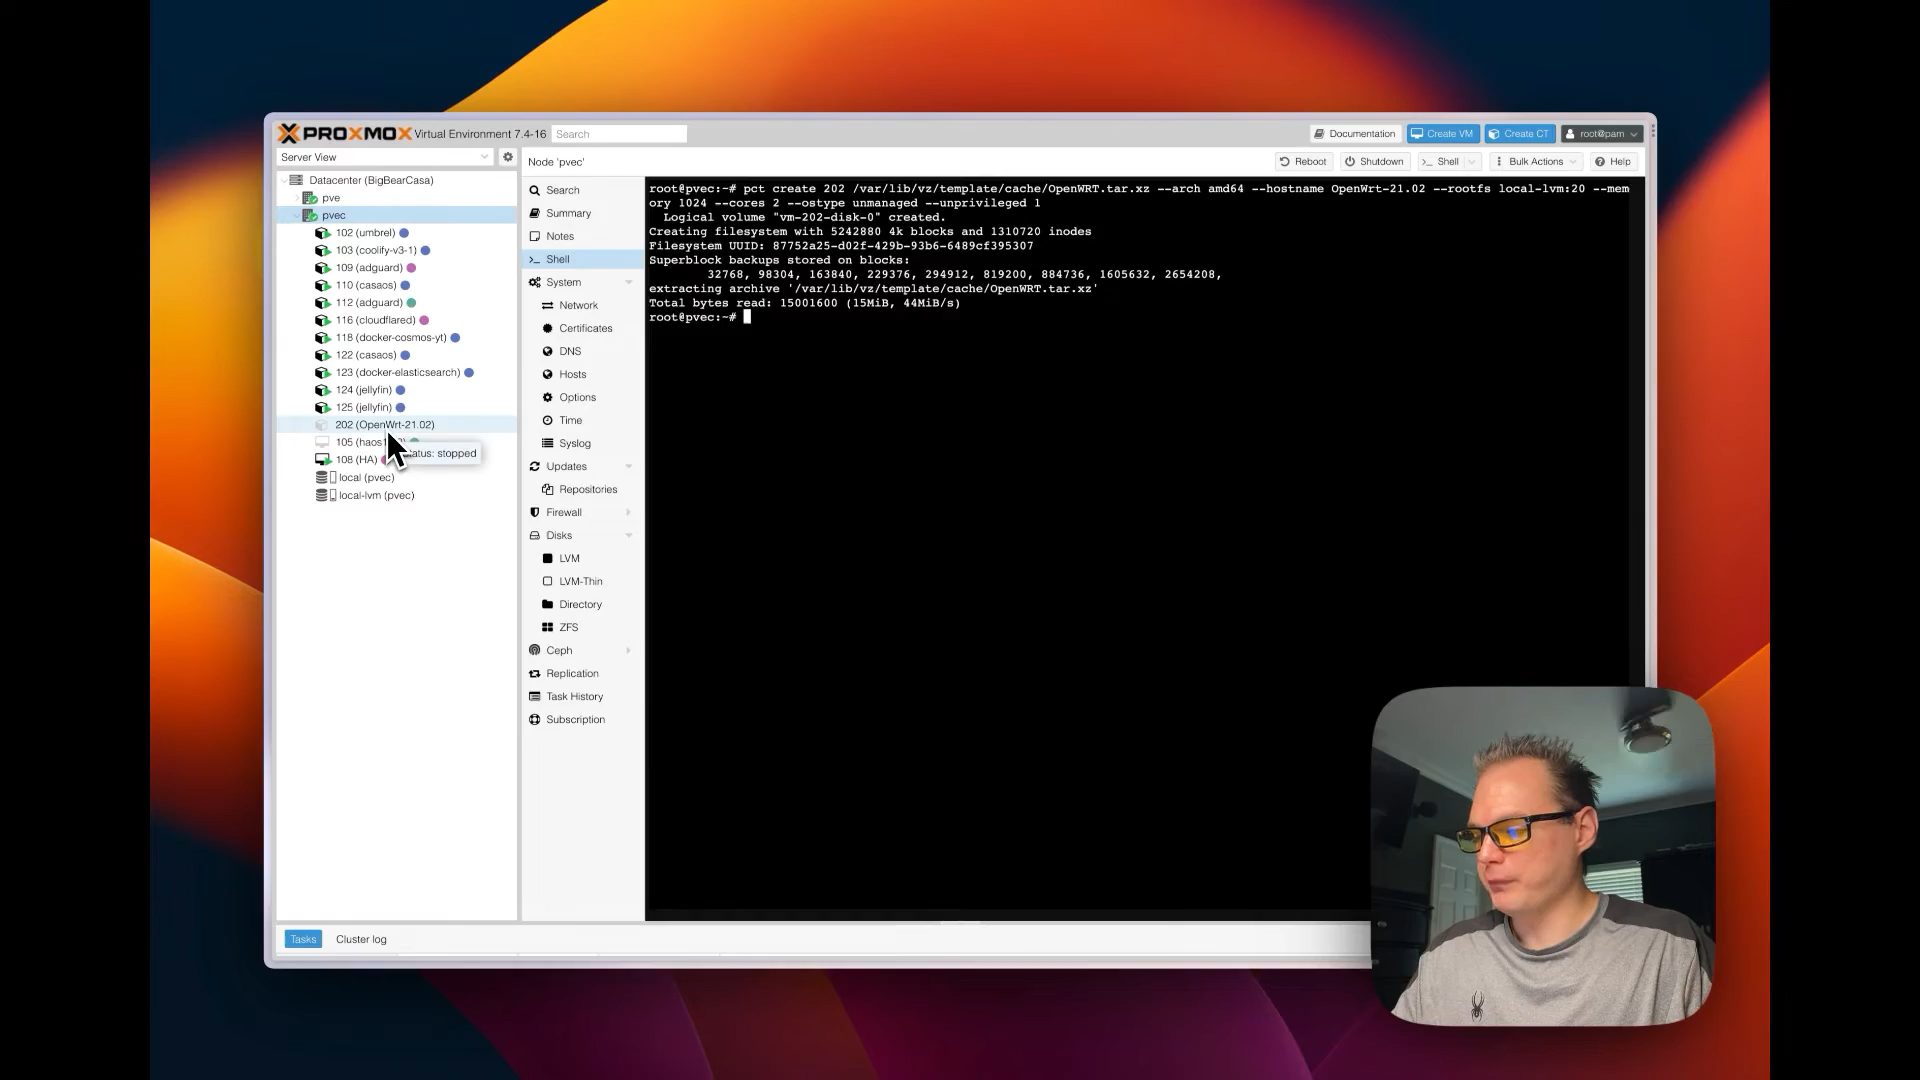 PROXMOX Virtual Environment 7.4-16 Search Documentation Create VM Create CT root@pam
Server View
Node 'pvec' Reboot Shutdown Shell Bulk Actions Help
Datacenter (BigBearCasa)
pve
pvec
102 (umbrel)
103 (coolify-v3-1)
109 (adguard)
110 (casaos)
112 (adguard)
116 (cloudflared)
118 (docker-cosmos-yt)
122 (casaos)
123 (docker-elasticsearch)
124 (jellyfin)
125 (jellyfin)
202 (OpenWrt-21.02)
105
108 (HA)
stopped
local (pvec)
local-lvm (pvec)
Search
Summary
Notes
>_ Shell
System
Network
Certificates
DNS
Hosts
Options
Time
Syslog
Updates
Repositories
Firewall
Disks
LVM
LVM-Thin
Directory
ZFS
Ceph
Replication
Task History
Subscription
root@pvec:~# pct create 202 /var/lib/vz/template/cache/OpenWRT.tar.xz --arch amd64 --hostname OpenWrt-21.02 --rootfs local-lvm:20 --mem
ory 1024 --cores 2 --ostype unmanaged --unprivileged 1
Logical volume "vm-202-disk-0" created.
Creating filesystem with 5242880 4k blocks and 1310720 inodes
Filesystem UUID: 87752a25-d02f-429b-93b6-6489cf395307
Superblock backups stored on blocks:
32768, 98304, 163840, 229376, 294912, 819200, 884736, 1605632, 2654208,
extracting archive '/var/lib/vz/template/cache/OpenWRT.tar.xz'
Total bytes read: 15001600 (15MiB, 44MiB/s)
root@pvec:~#
Tasks Cluster log